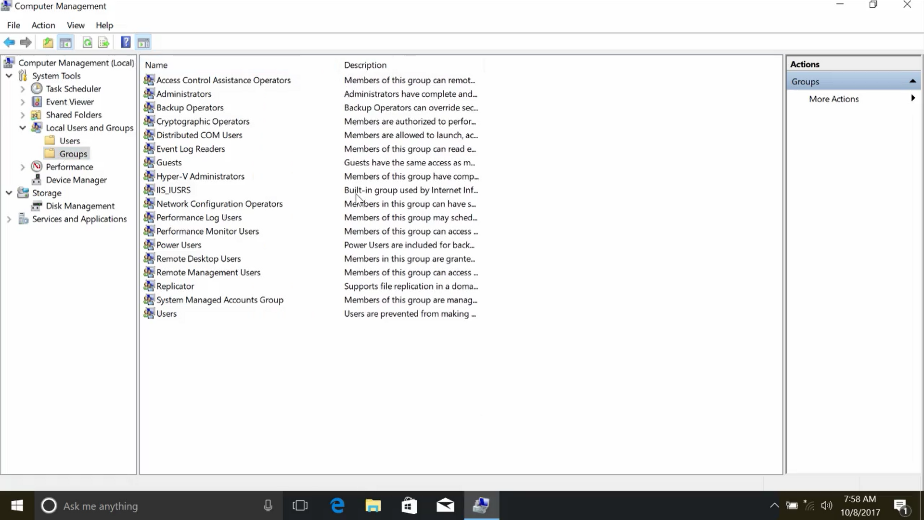 Computer Management
File Action View Help
Computer Management (Local)
System Tools
Task Scheduler
Event Viewer
Shared Folders
Local Users and Groups
Users
Groups
Performance
Device Manager
Storage
Disk Management
Services and Applications
Name Description
Access Control Assistance Operators Members of this group can remot...
Administrators Administrators have complete and...
Backup Operators Backup Operators can override sec...
Cryptographic Operators Members are authorized to perfor...
Distributed COM Users Members are allowed to launch, ac...
Event Log Readers Members of this group can read e...
Guests Guests have the same access as m...
Hyper-V Administrators Members of this group have comp...
IIS_IUSRS Built-in group used by Internet Inf...
Network Configuration Operators Members in this group can have s...
Performance Log Users Members of this group may sched...
Performance Monitor Users Members of this group can access ...
Power Users Power Users are included for back...
Remote Desktop Users Members in this group are grante...
Remote Management Users Members of this group can access ...
Replicator Supports file replication in a doma...
System Managed Accounts Group Members of this group are manag...
Users Users are prevented from making ...
Actions
Groups
More Actions
Ask me anything
7:58 AM
10/8/2017
1